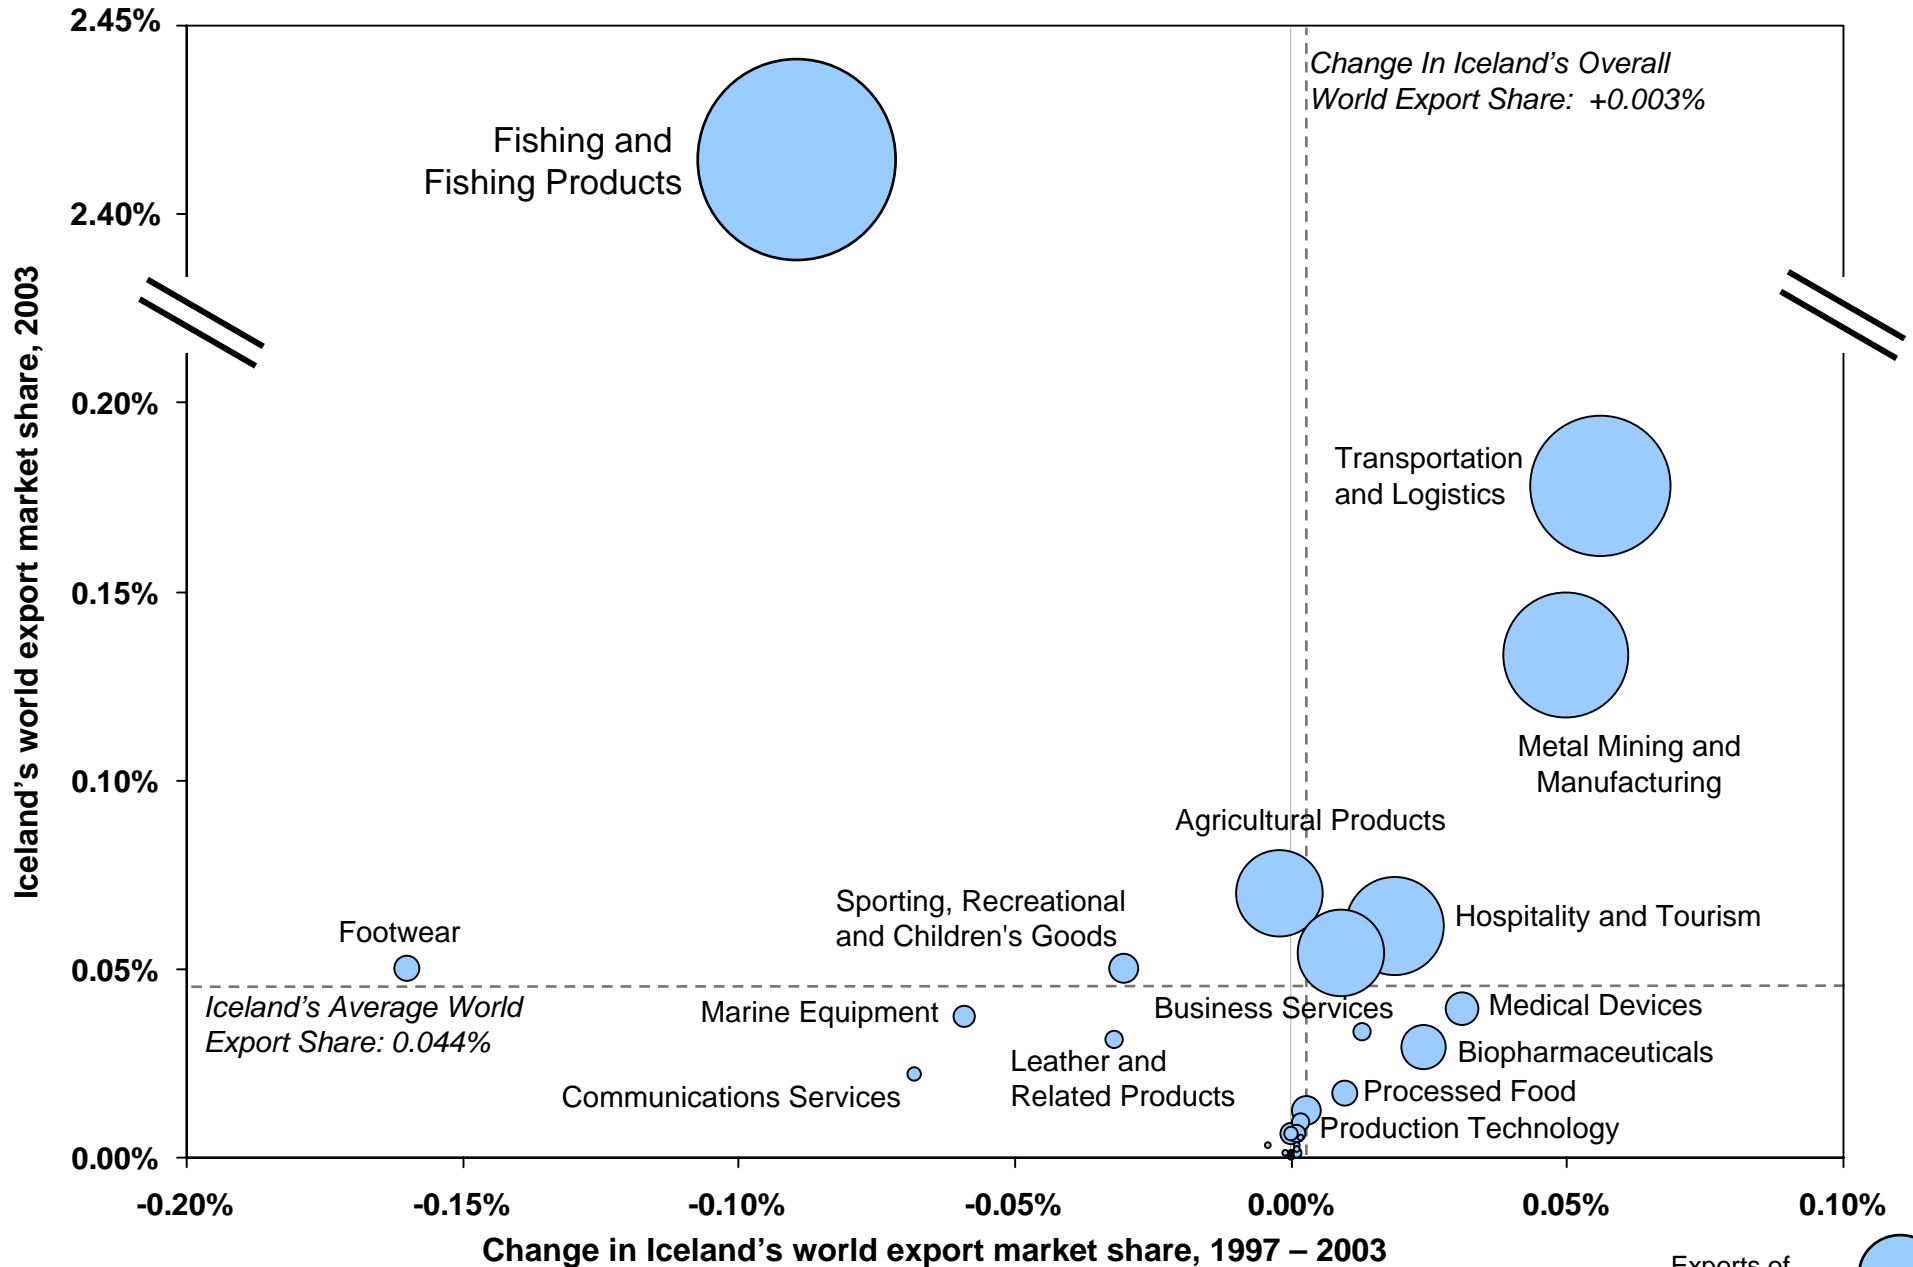 2.45%
Change In Iceland's Overall
World Export Share:  +0.003%
Fishing and
Fishing Products
2.40%
Iceland’s world export market share, 2003
0.20%
Transportation
and Logistics
0.15%
Metal Mining and
Manufacturing
0.10%
Agricultural Products
Sporting, Recreational
and Children's Goods
Hospitality and Tourism
Footwear
0.05%
Iceland’s Average World
Export Share: 0.044%
Marine Equipment
Business Services
Medical Devices
Leather and
Related Products
Biopharmaceuticals
Communications Services
Processed Food
Production Technology
0.00%
-0.20%
-0.15%
-0.10%
-0.05%
0.00%
0.05%
0.10%
Change in Iceland’s world export market share, 1997 – 2003
Exports of